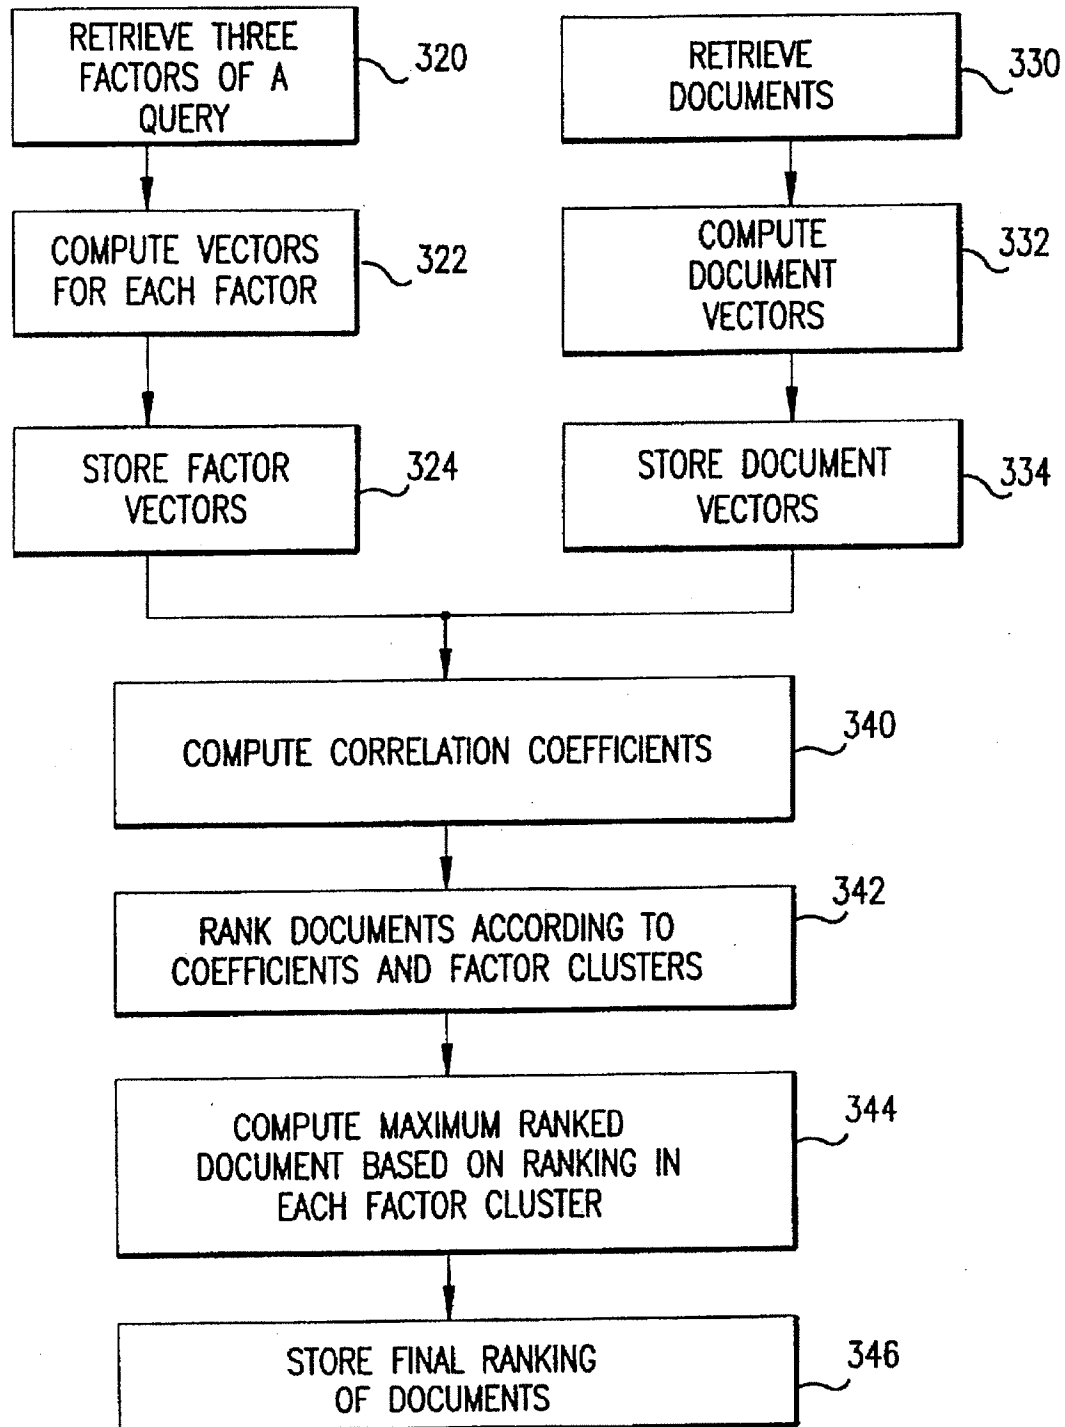 RETRIEVE THREE
FACTORS OF A
QUERY
320
COMPUTE VECTORS
FOR EACH FACTOR
322
STORE FACTOR
VECTORS
324
RETRIEVE
DOCUMENTS
330
COMPUTE
DOCUMENT
VECTORS
332
STORE DOCUMENT
VECTORS
334
COMPUTE CORRELATION COEFFICIENTS
340
RANK DOCUMENTS ACCORDING TO
COEFFICIENTS AND FACTOR CLUSTERS
342
COMPUTE MAXIMUM RANKED
DOCUMENT BASED ON RANKING IN
EACH FACTOR CLUSTER
344
STORE FINAL RANKING
OF DOCUMENTS
346